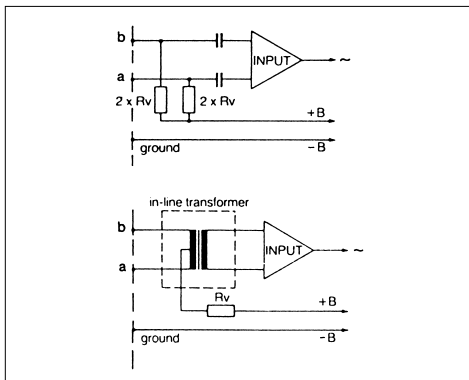 b
INPUT
~
a
2 x Rv
2 x Rv
+B
ground
−B
in-line transformer
b
INPUT
~
a
Rv
+B
ground
−B